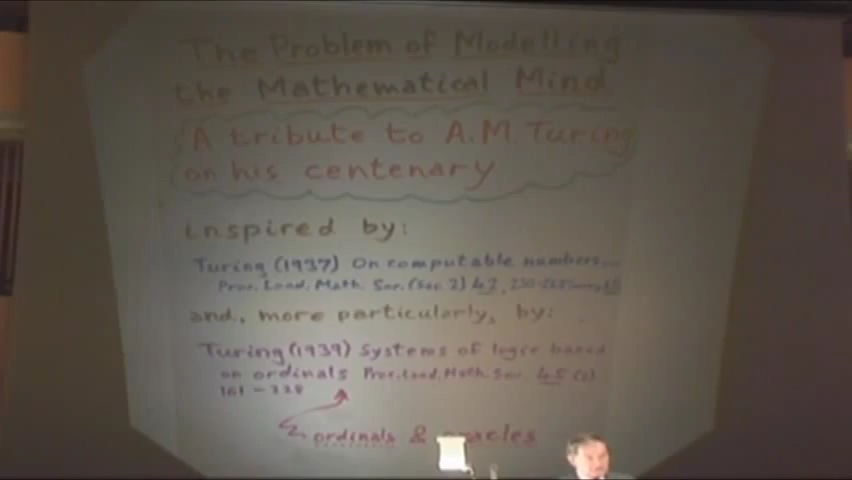 The Problem of Modelling
the Mathematical Mind
A tribute to A.M. Turing
on his centenary
inspired by:
Turing (1937) On computable numbers...
Proc. Lond. Math. Soc. (Sec 2) 42,
and, more particularly, by:
Turing (1939) Systems of logic based
on ordinals Proc. Lond. Math. Soc. 45 (2)
161-228
ordinals & oracles